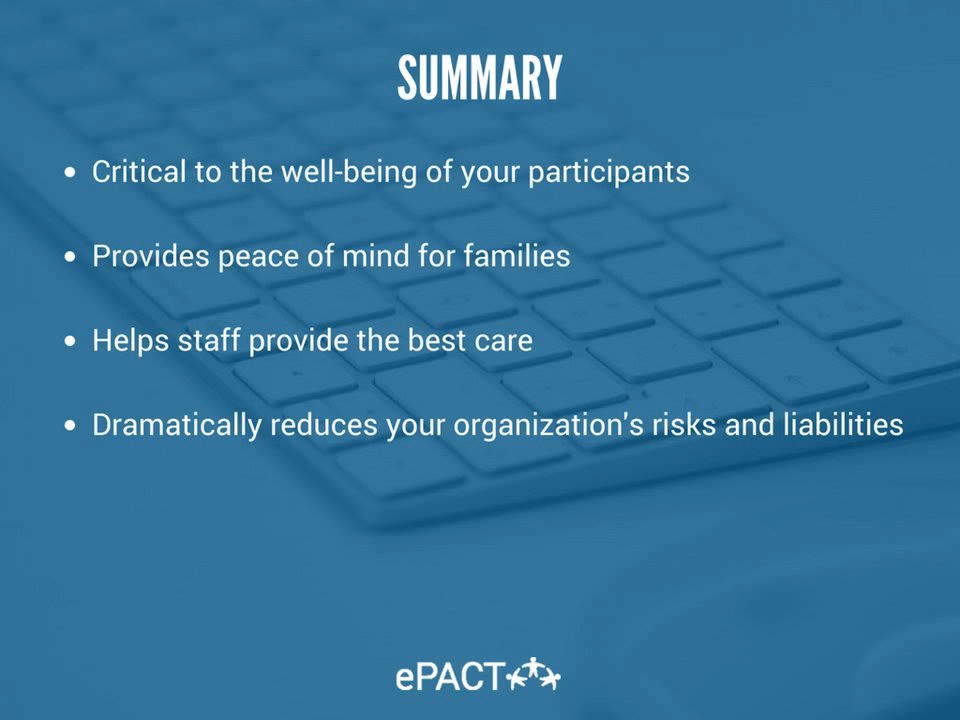 SUMMARY
• Critical to the well-being of your participants
• Provides peace of mind for families
• Helps staff provide the best care
• Dramatically reduces your organization's risks and liabilities
ePACT